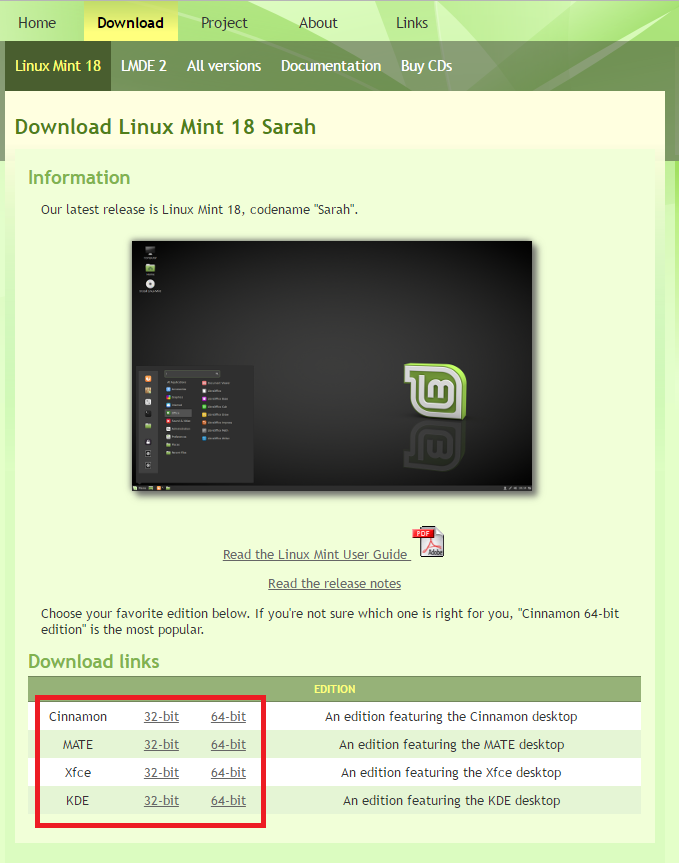 Home Download Project About Links
Linux Mint 18 LMDE 2 All versions Documentation Buy CDs
Download Linux Mint 18 Sarah
Information
Our latest release is Linux Mint 18, codename "Sarah".
lm
Read the Linux Mint User Guide
PDF
Adobe
Read the release notes
Choose your favorite edition below. If you're not sure which one is right for you, "Cinnamon 64-bit
edition" is the most popular.
Download links
EDITION
Cinnamon 32-bit 64-bit An edition featuring the Cinnamon desktop
MATE 32-bit 64-bit An edition featuring the MATE desktop
Xfce 32-bit 64-bit An edition featuring the Xfce desktop
KDE 32-bit 64-bit An edition featuring the KDE desktop